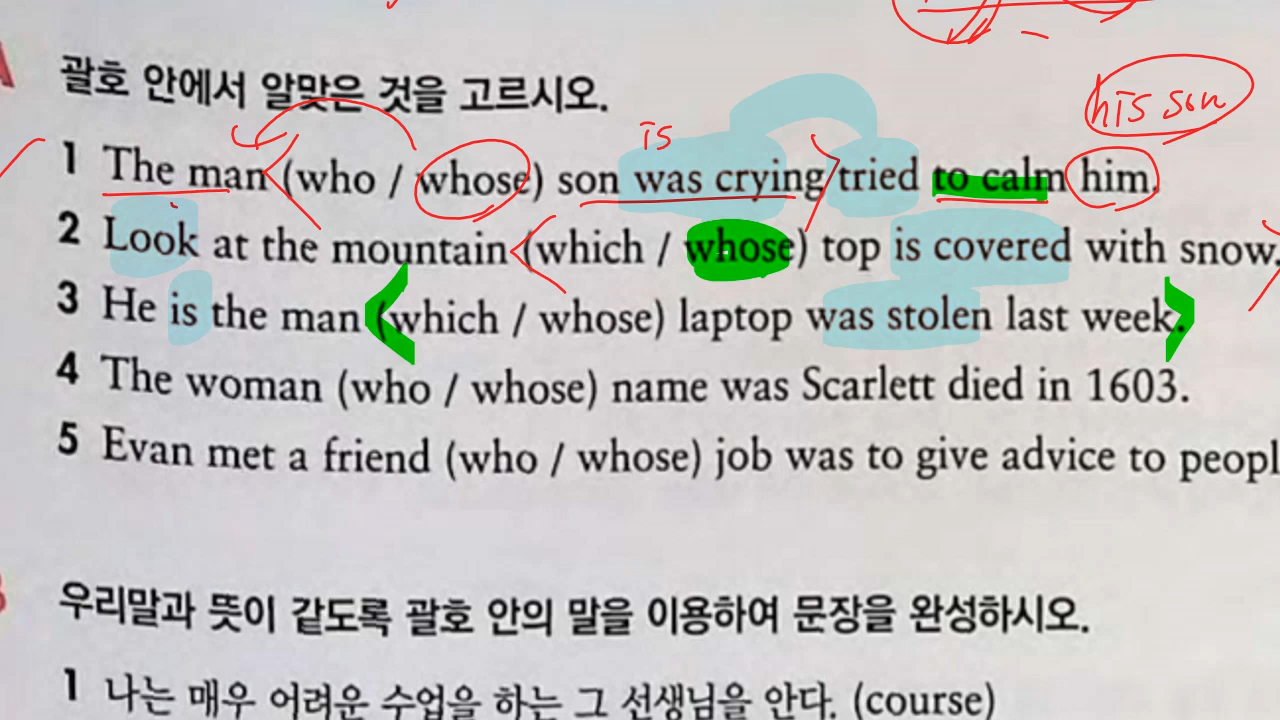 A 괄호 안에서 알맞은 것을 고르시오.
his son
is
1 The man (who / whose) son was crying tried to calm him.
2 Look at the mountain (which / whose) top is covered with snow.
3 He is the man (which / whose) laptop was stolen last week.
4 The woman (who / whose) name was Scarlett died in 1603.
5 Evan met a friend (who / whose) job was to give advice to peopl
우리말과 뜻이 같도록 괄호 안의 말을 이용하여 문장을 완성하시오.
1 나는 매우 어려운 수업을 하는 그 선생님을 안다. (course)